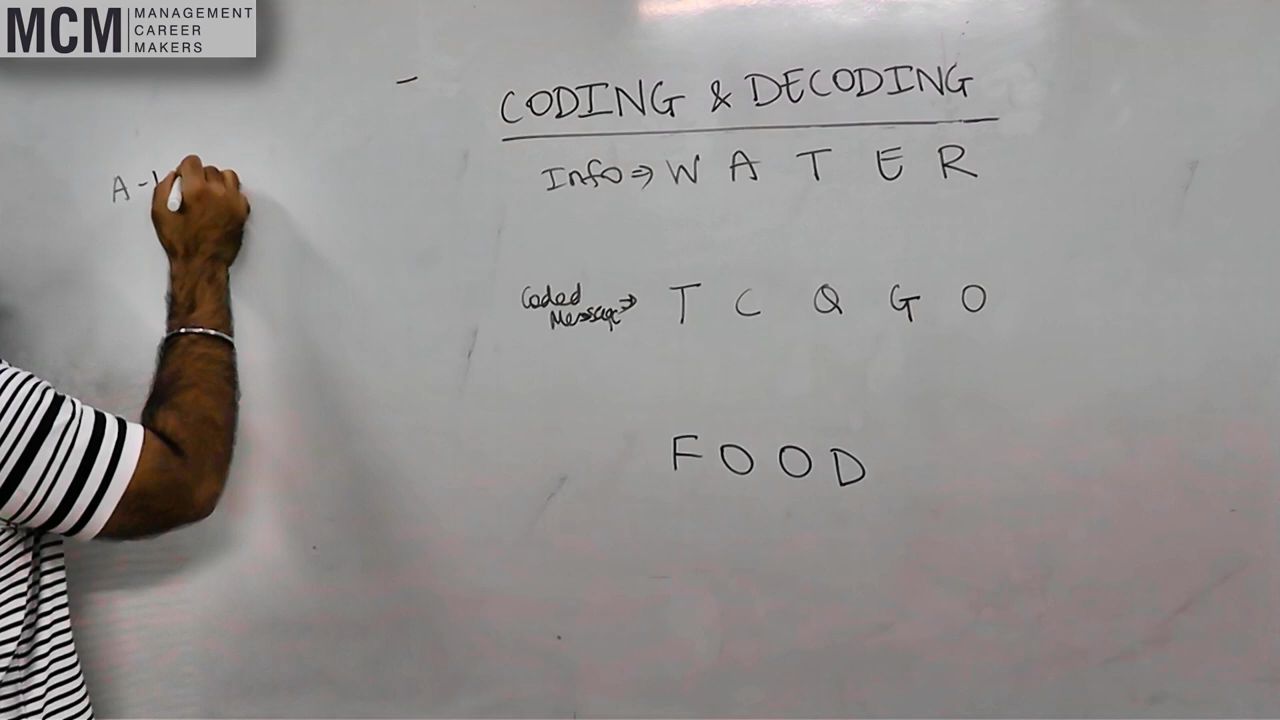 MCM MANAGEMENT
CAREER
MAKERS
CODING & DECODING
Info ⇒ W A T E R
A -
Coded
Message ⇒ T C Q G O
F O O D